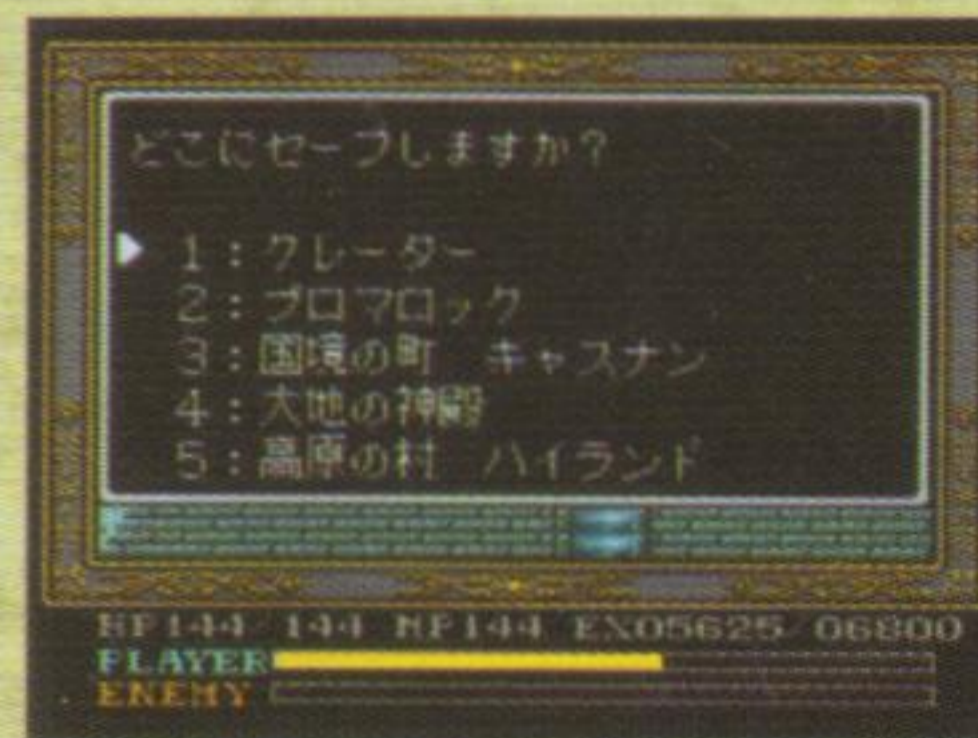 どこにセーブしますか?
1:クレーター
2:プロマロック
3:国境の町 キャスナン
4:大地の神殿
5:高原の村 ハイランド
HP144/144 MP144 EX05625/06800
PLAYER
ENEMY